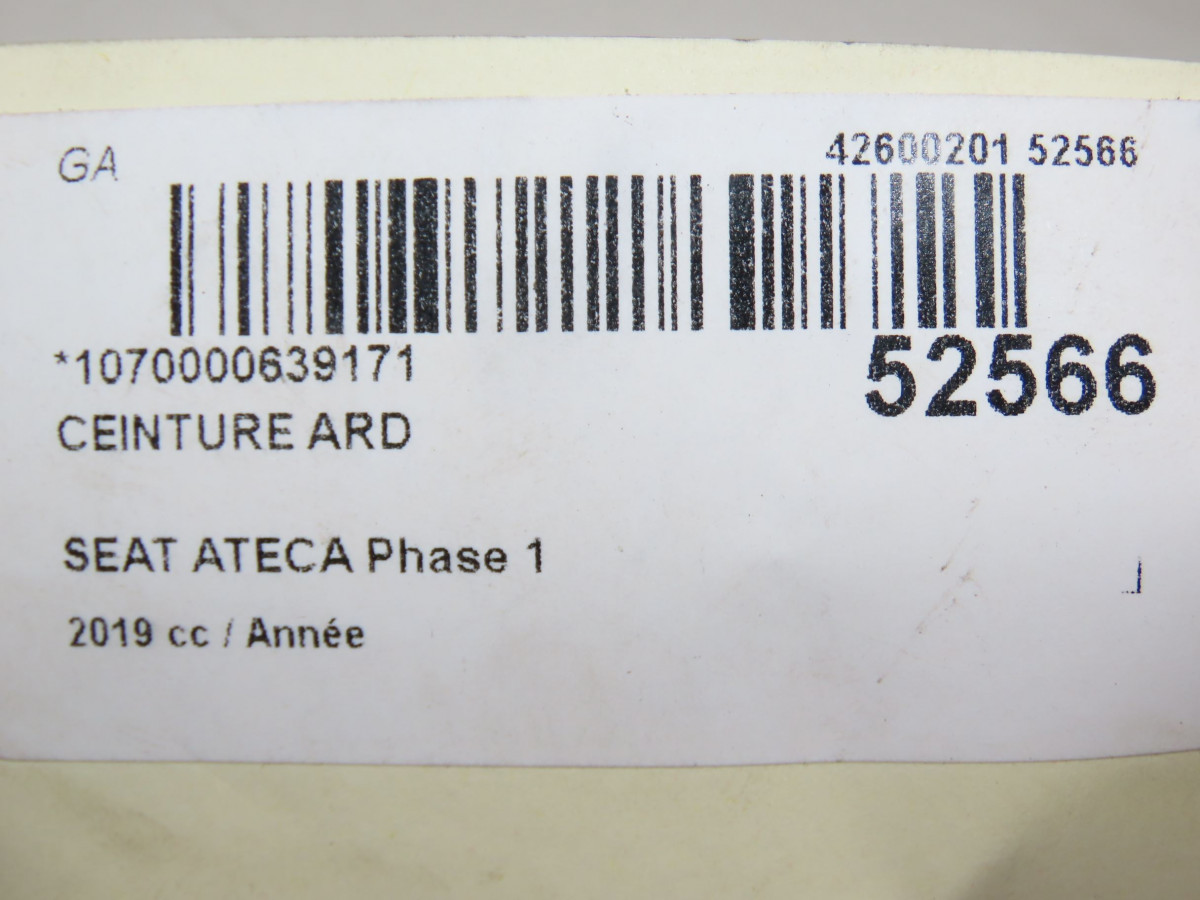 GA
42600201 52566
*1070000639171
52566
CEINTURE ARD
SEAT ATECA Phase 1
2019 cc / Année